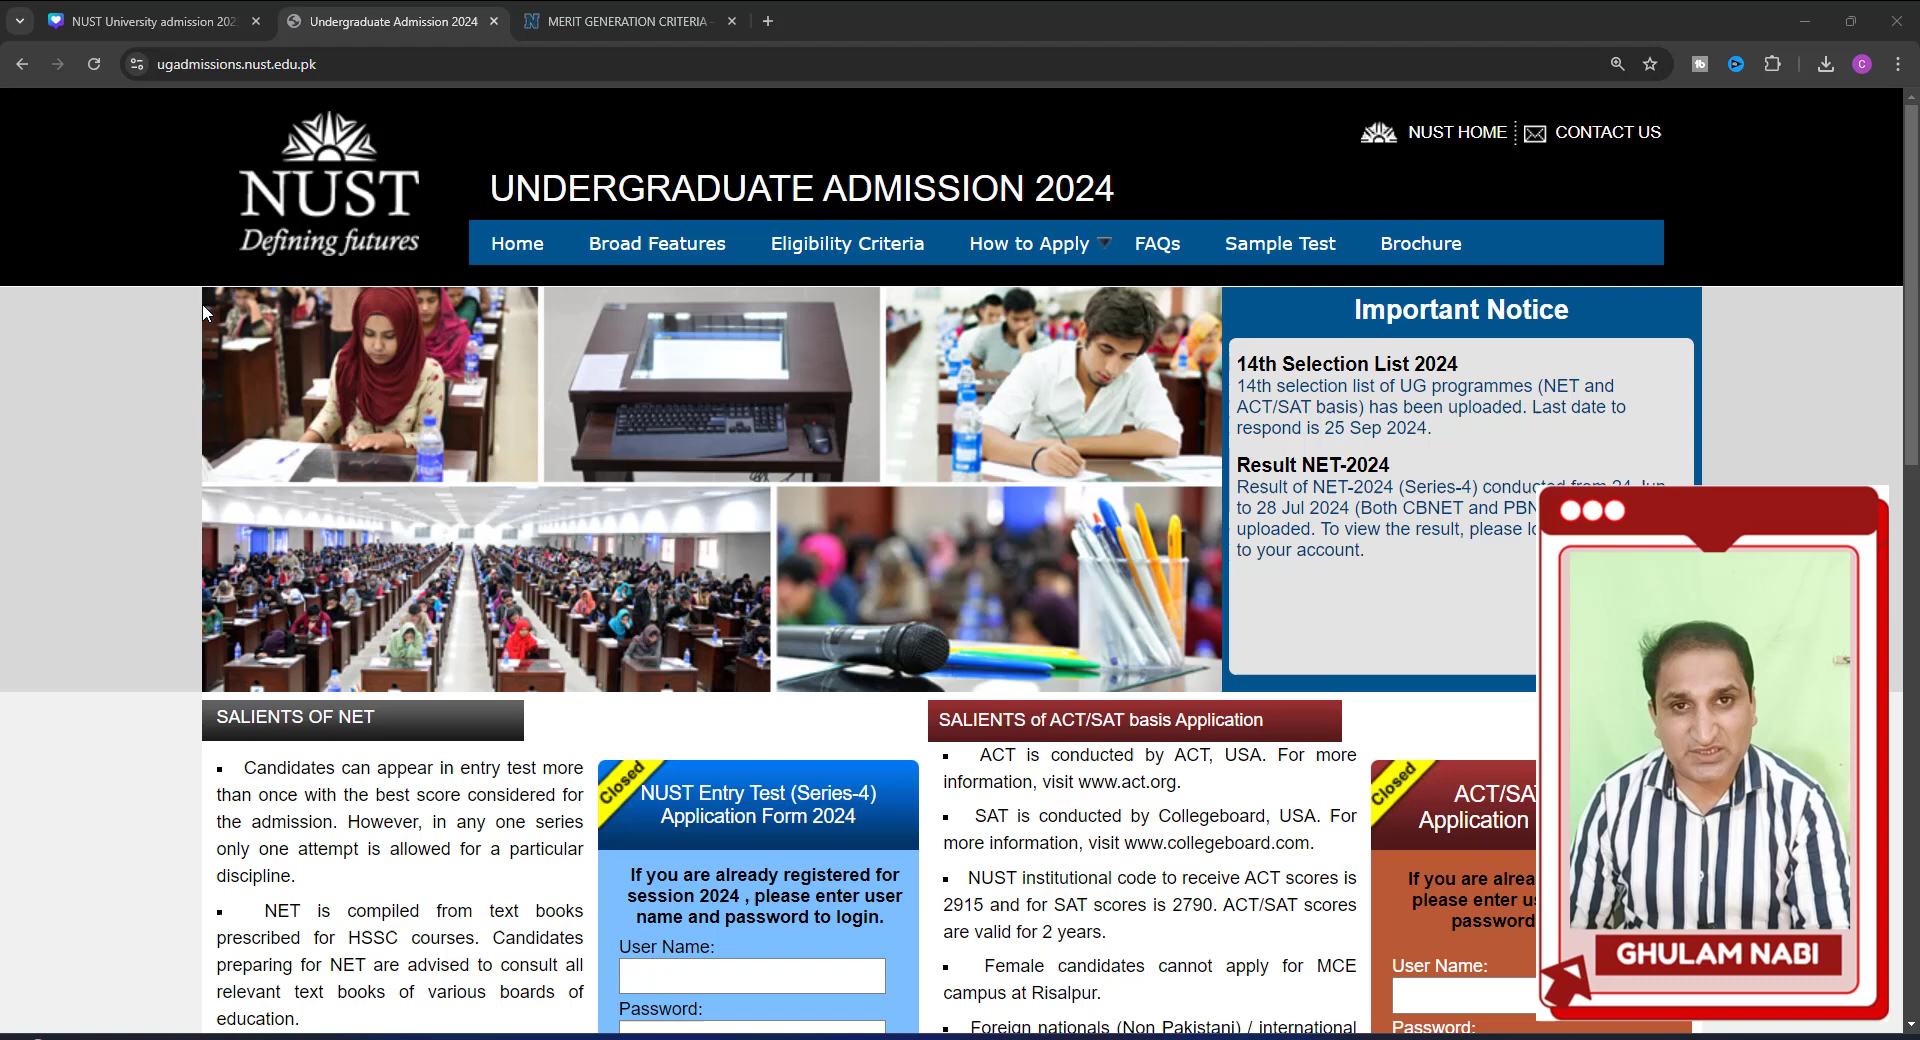 NUST University admission 202
Undergraduate Admission 2024
MERIT GENERATION CRITERIA
ugadmissions.nust.edu.pk
C
NUST
Defining futures
NUST HOME
CONTACT US
UNDERGRADUATE ADMISSION 2024
Home
Broad Features
Eligibility Criteria
How to Apply
FAQs
Sample Test
Brochure
Important Notice
14th Selection List 2024
14th selection list of UG programmes (NET and
ACT/SAT basis) has been uploaded. Last date to
respond is 25 Sep 2024.
Result NET-2024
Result of NET-2024 (Series-4) conducted from 24 Jun
to 28 Jul 2024 (Both CBNET and PBN
uploaded. To view the result, please lo
to your account.
SALIENTS OF NET
▪ Candidates can appear in entry test more
than once with the best score considered for
the admission. However, in any one series
only one attempt is allowed for a particular
discipline.
▪ NET is compiled from text books
prescribed for HSSC courses. Candidates
preparing for NET are advised to consult all
relevant text books of various boards of
education.
Closed
NUST Entry Test (Series-4)
Application Form 2024
If you are already registered for
session 2024 , please enter user
name and password to login.
User Name:
Password:
SALIENTS of ACT/SAT basis Application
▪ ACT is conducted by ACT, USA. For more
information, visit www.act.org.
▪ SAT is conducted by Collegeboard, USA. For
more information, visit www.collegeboard.com.
▪ NUST institutional code to receive ACT scores is
2915 and for SAT scores is 2790. ACT/SAT scores
are valid for 2 years.
▪ Female candidates cannot apply for MCE
campus at Risalpur.
▪ Foreign nationals (Non Pakistani) / international
Closed
ACT/SA
Application
If you are alrea
please enter us
password
User Name:
Password:
GHULAM NABI